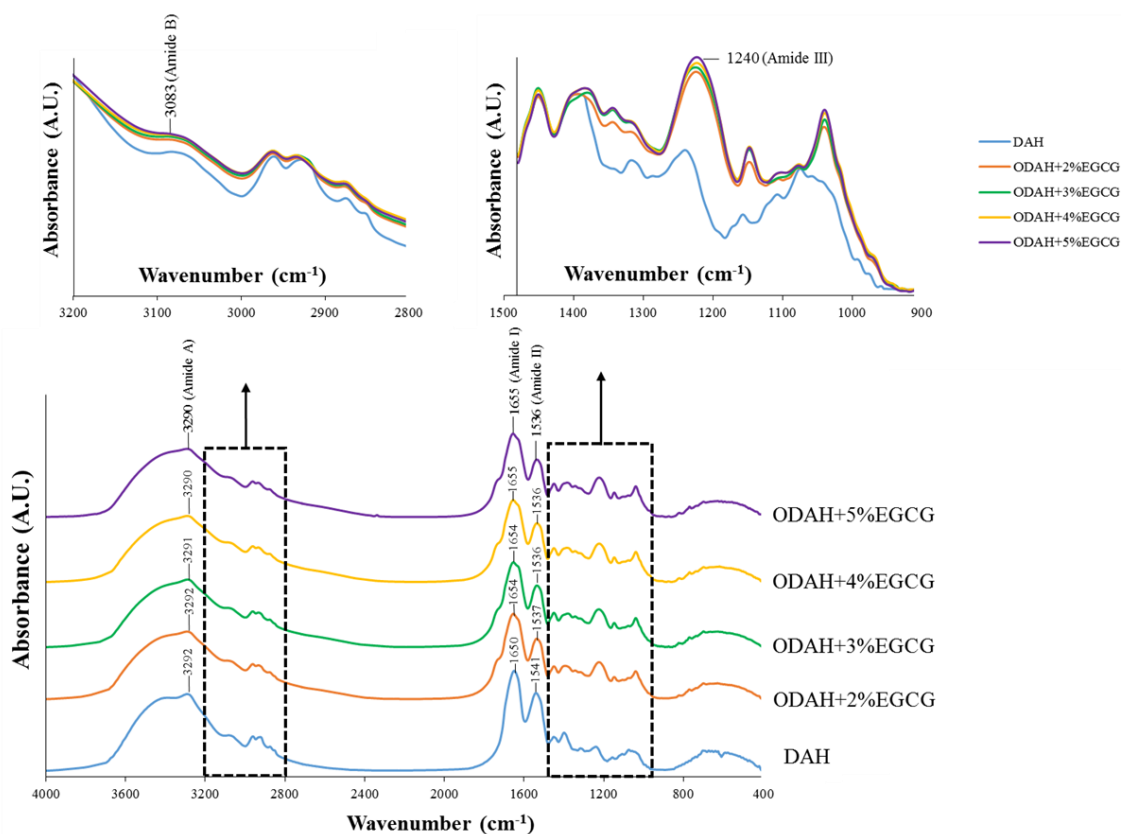 3083 (Amide B)
Absorbance (A.U.)
Wavenumber (cm-1)
3200 3100 3000 2900 2800
1240 (Amide III)
Absorbance (A.U.)
Wavenumber (cm-1)
1500 1400 1300 1200 1100 1000 900
DAH
ODAH+2%EGCG
ODAH+3%EGCG
ODAH+4%EGCG
ODAH+5%EGCG
Absorbance (A.U.)
3290 (Amide A)
1655 (Amide I)
1536 (Amide II)
ODAH+5%EGCG
3290
1655
1536
ODAH+4%EGCG
3291
1654
1536
ODAH+3%EGCG
3292
1654
1537
ODAH+2%EGCG
3292
1650
1541
DAH
4000 3600 3200 2800 2400 2000 1600 1200 800 400
Wavenumber (cm-1)